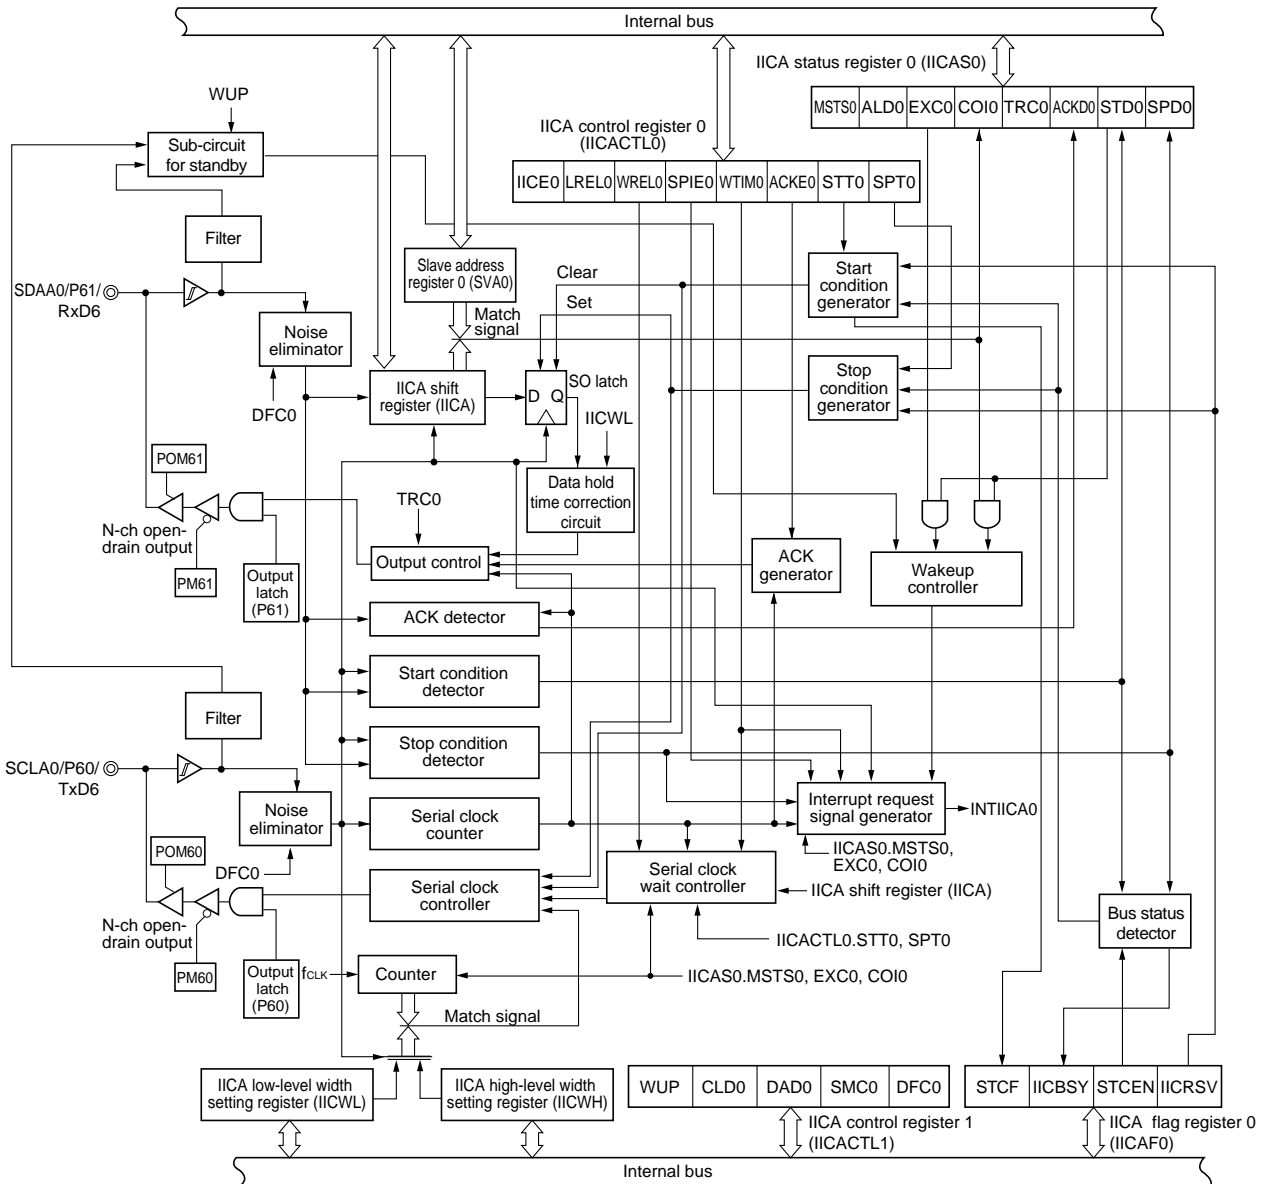 Internal bus
IICA status register 0 (IICAS0)
MSTS0 ALD0 EXC0 COI0 TRC0 ACKD0 STD0 SPD0
WUP
Sub-circuit
for standby
IICA control register 0
(IICACTL0)
IICE0 LREL0 WREL0 SPIE0 WTIM0 ACKE0 STT0 SPT0
Filter
Slave address
register 0 (SVA0)
Clear
Set
Start
condition
generator
SDAA0/P61/
RxD6
Noise
eliminator
Match
signal
DFC0
IICA shift
register (IICA)
D Q
SO latch
IICWL
Stop
condition
generator
POM61
Data hold
time correction
circuit
TRC0
N-ch open-
drain output
PM61
Output
latch
(P61)
Output control
ACK
generator
Wakeup
controller
ACK detector
Start condition
detector
Filter
Stop condition
detector
SCLA0/P60/
TxD6
Noise
eliminator
Serial clock
counter
Interrupt request
signal generator
INTIICA0
IICAS0.MSTS0,
EXC0, COI0
POM60
DFC0
Serial clock
controller
Serial clock
wait controller
IICA shift register (IICA)
N-ch open-
drain output
PM60
Output
latch
(P60)
IICACTL0.STT0, SPT0
Bus status
detector
fCLK
Counter
IICAS0.MSTS0, EXC0, COI0
Match signal
IICA low-level width
setting register (IICWL)
IICA high-level width
setting register (IICWH)
WUP CLD0 DAD0 SMC0 DFC0
STCF IICBSY STCEN IICRSV
IICA control register 1
(IICACTL1)
IICA flag register 0
(IICAF0)
Internal bus